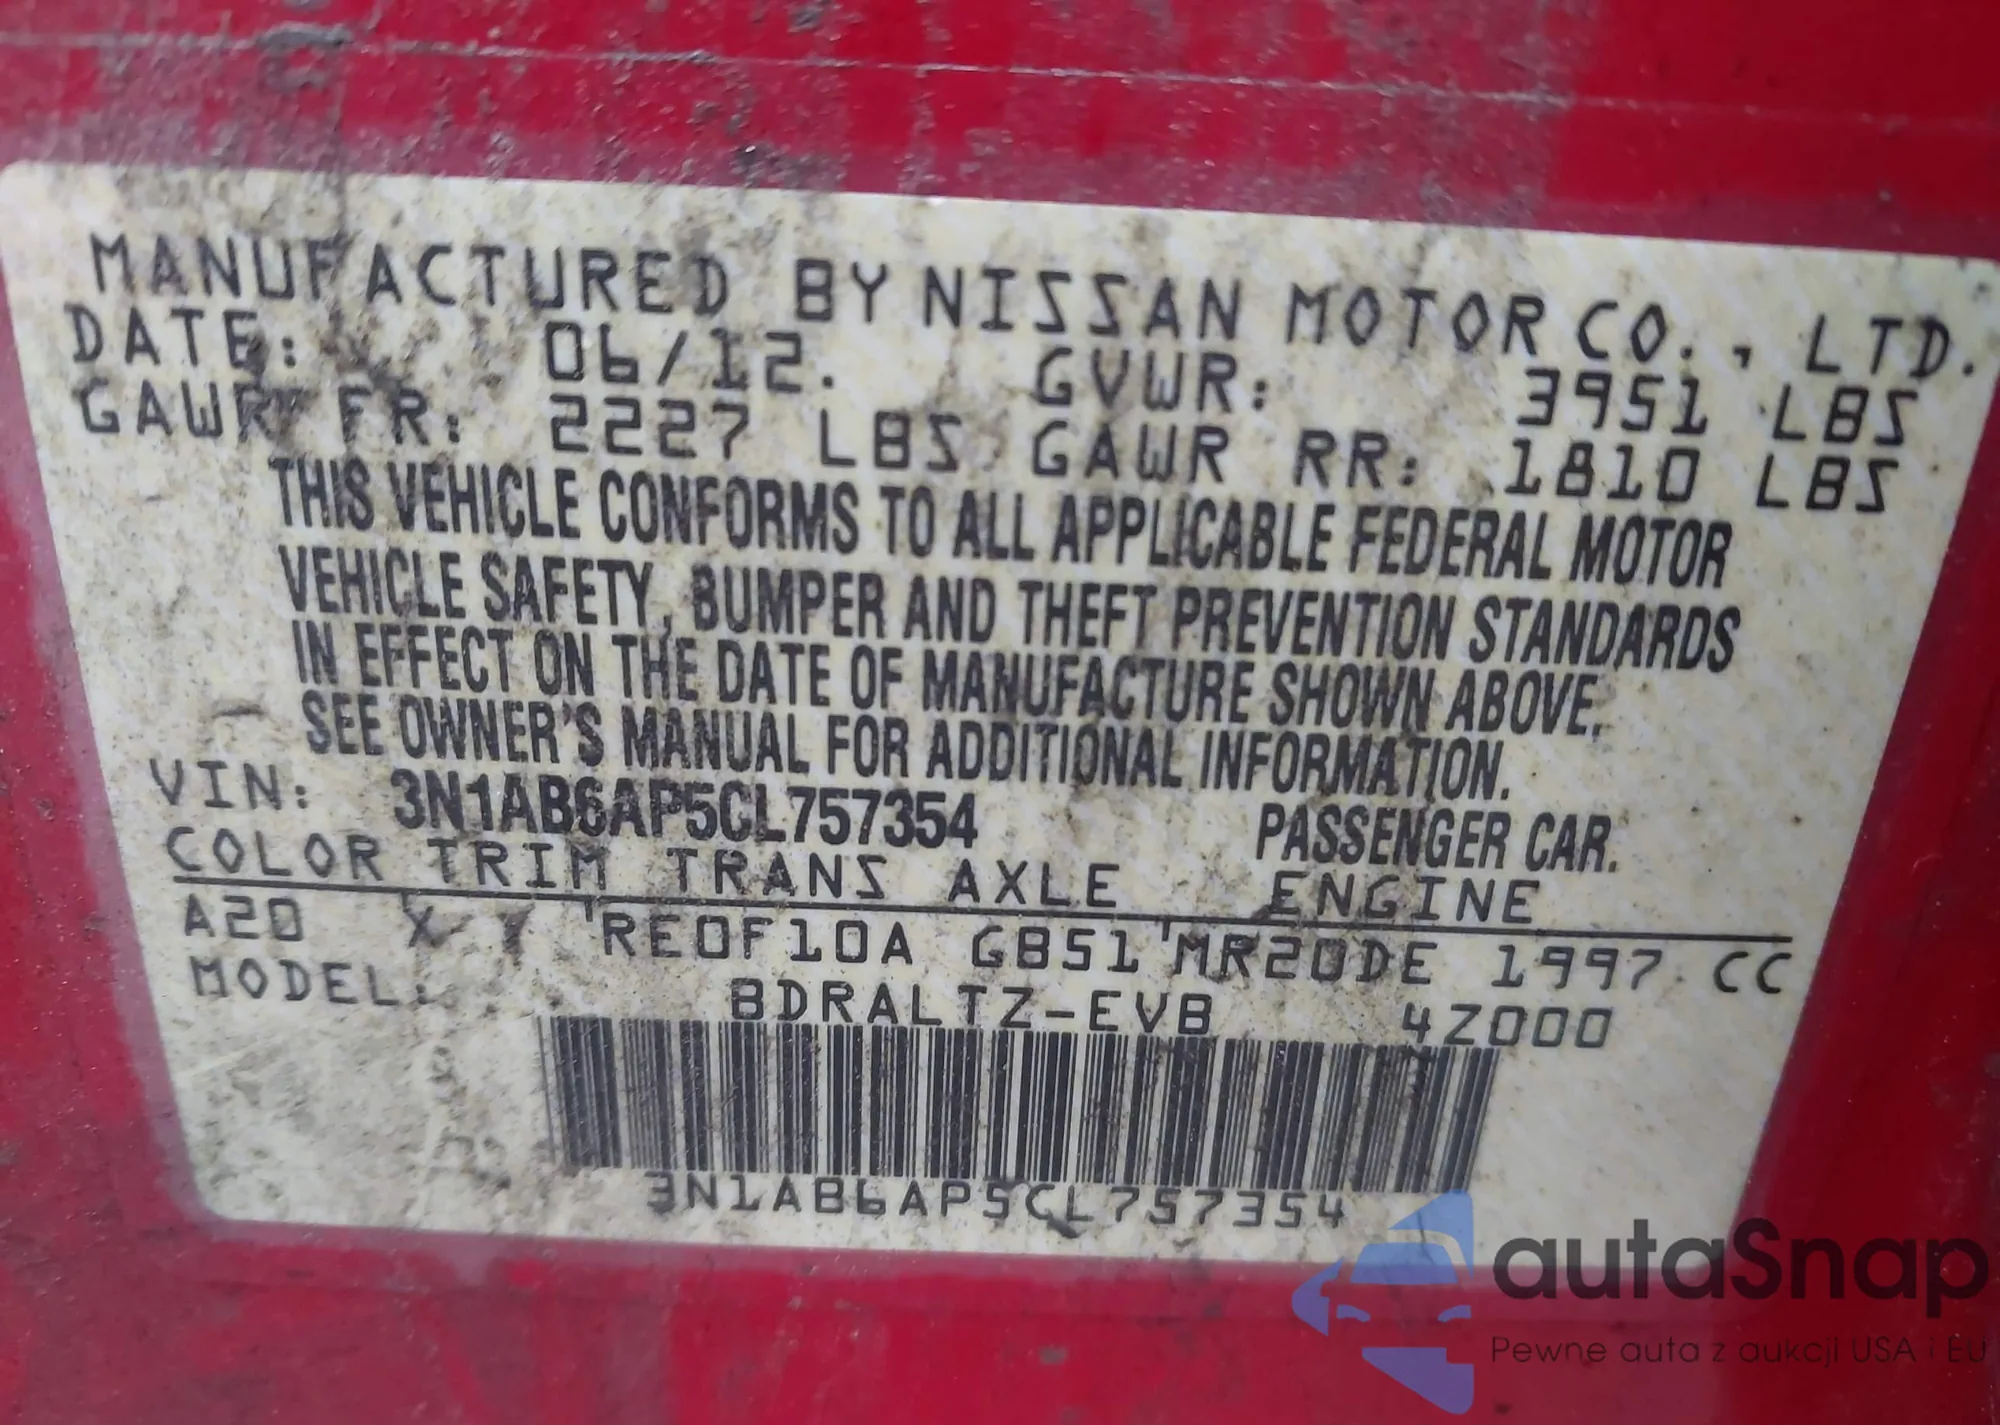 MANUFACTURED BY NISSAN MOTOR CO., LTD.
DATE: 06/12. GVWR: 3951 LBS
GAWR FR: 2227 LBS GAWR RR: 1810 LBS
THIS VEHICLE CONFORMS TO ALL APPLICABLE FEDERAL MOTOR
VEHICLE SAFETY, BUMPER AND THEFT PREVENTION STANDARDS
IN EFFECT ON THE DATE OF MANUFACTURE SHOWN ABOVE.
SEE OWNER'S MANUAL FOR ADDITIONAL INFORMATION.
VIN: 3N1AB6AP5CL757354 PASSENGER CAR.
COLOR TRIM TRANS AXLE ENGINE
A20 X Y RE0F10A GB51 MR20DE 1997 CC
MODEL: BDRALTZ-EVB 4Z000
3N1AB6AP5CL757354
autaSnap
Pewne auta z aukcji USA i EU